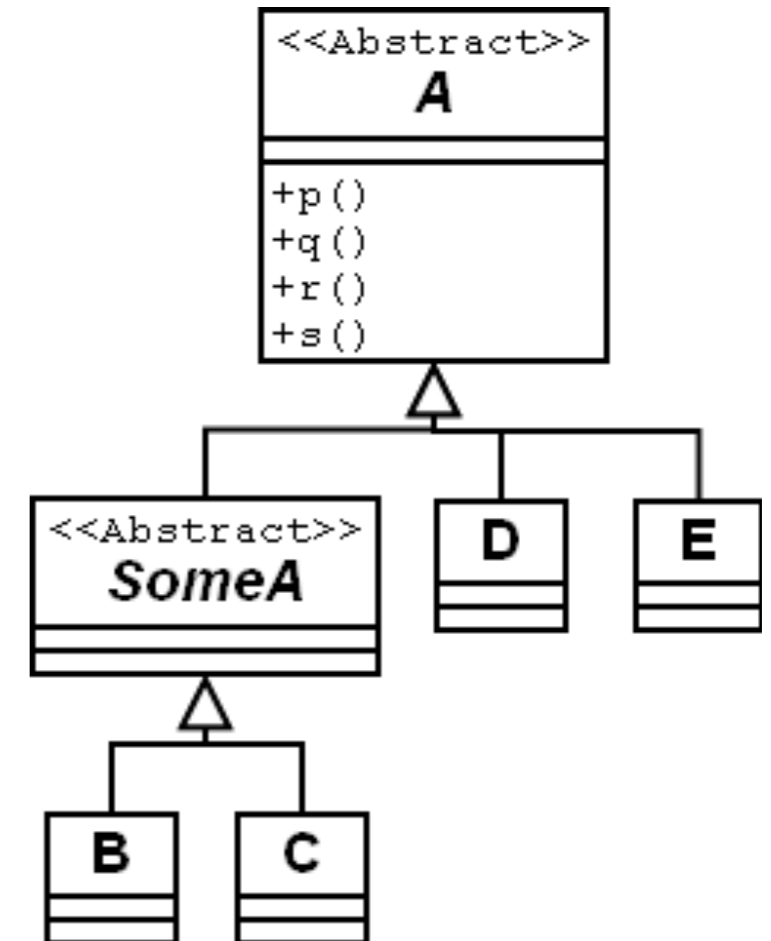 <<Abstract>>
A
+p()
+q()
+r()
+s()
<<Abstract>>
SomeA
D
E
B
C